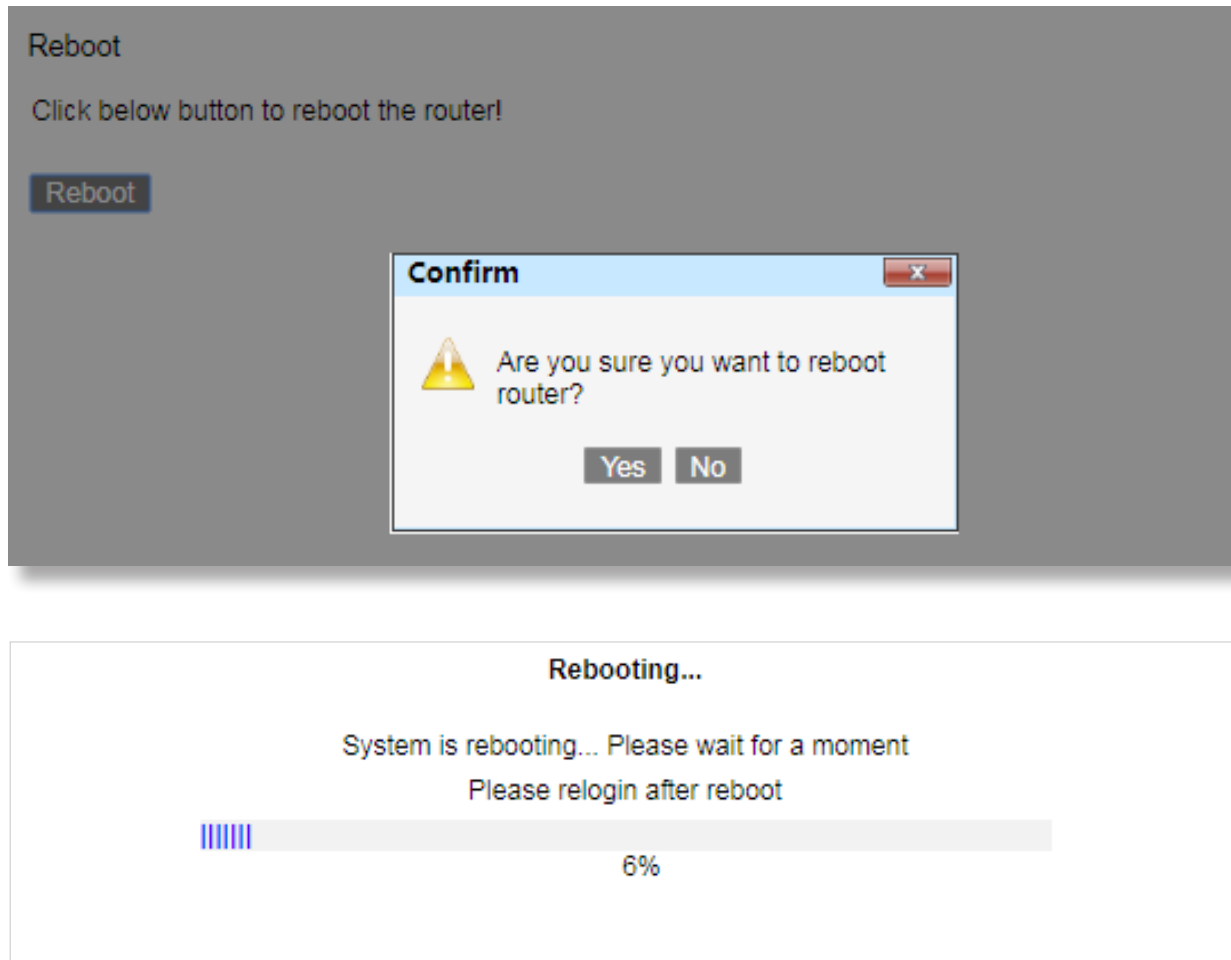 Reboot
Click below button to reboot the router!
Reboot
Confirm
Are you sure you want to reboot
router?
Yes No
Rebooting...
System is rebooting... Please wait for a moment
Please relogin after reboot
6%